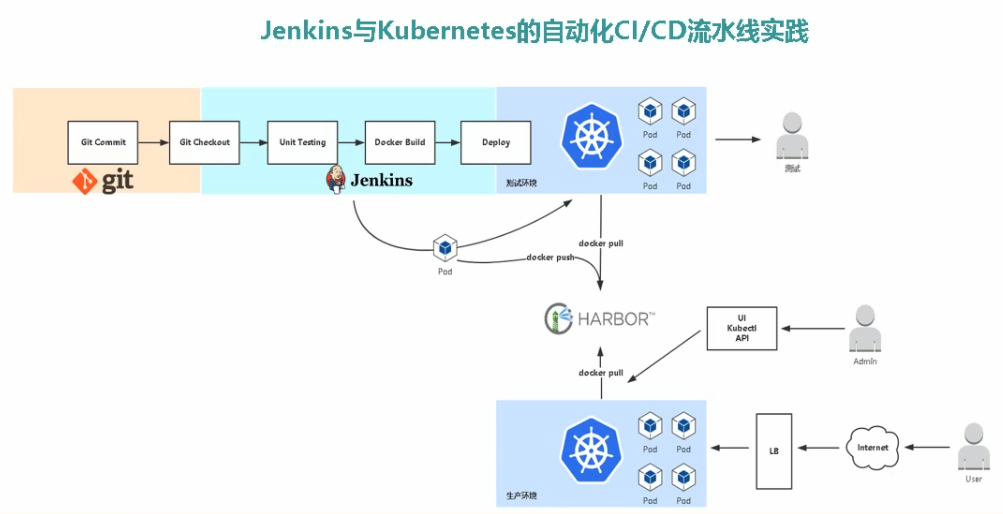 Jenkins与Kubernetes的自动化CI/CD流水线实践
Git Commit
Git Checkout
Unit Testing
Docker Build
Deploy
git
Jenkins
测试环境
Pod
Pod
Pod
Pod
测试
Pod
docker pull
docker push
HARBOR™
UI
Kubectl
API
Admin
docker pull
生产环境
Pod
Pod
Pod
Pod
LB
Internet
User